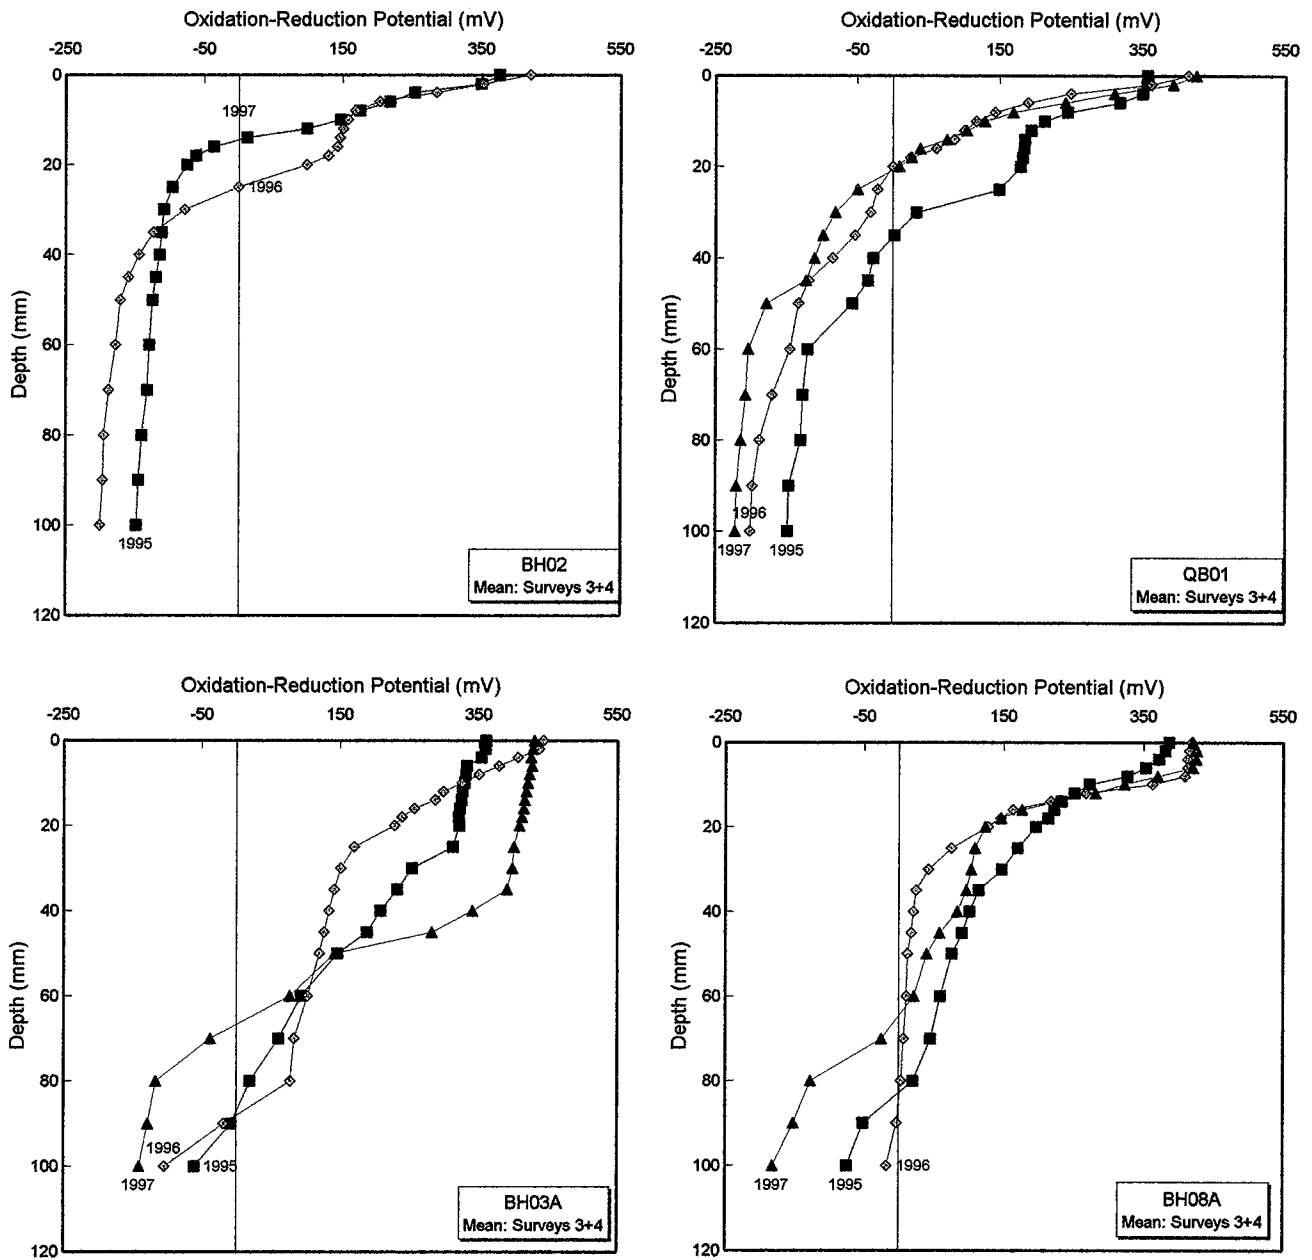 Oxidation-Reduction Potential (mV)
-250 -50 150 350 550
0
20
40
60
80
100
120
Depth (mm)
1997
1996
1995
BH02
Mean: Surveys 3+4
Oxidation-Reduction Potential (mV)
-250 -50 150 350 550
0
20
40
60
80
100
120
Depth (mm)
1996
1997 1995
QB01
Mean: Surveys 3+4
Oxidation-Reduction Potential (mV)
-250 -50 150 350 550
0
20
40
60
80
100
120
Depth (mm)
1996
1995
1997
BH03A
Mean: Surveys 3+4
Oxidation-Reduction Potential (mV)
-250 -50 150 350 550
0
20
40
60
80
100
120
Depth (mm)
1996
1997 1995
BH08A
Mean: Surveys 3+4